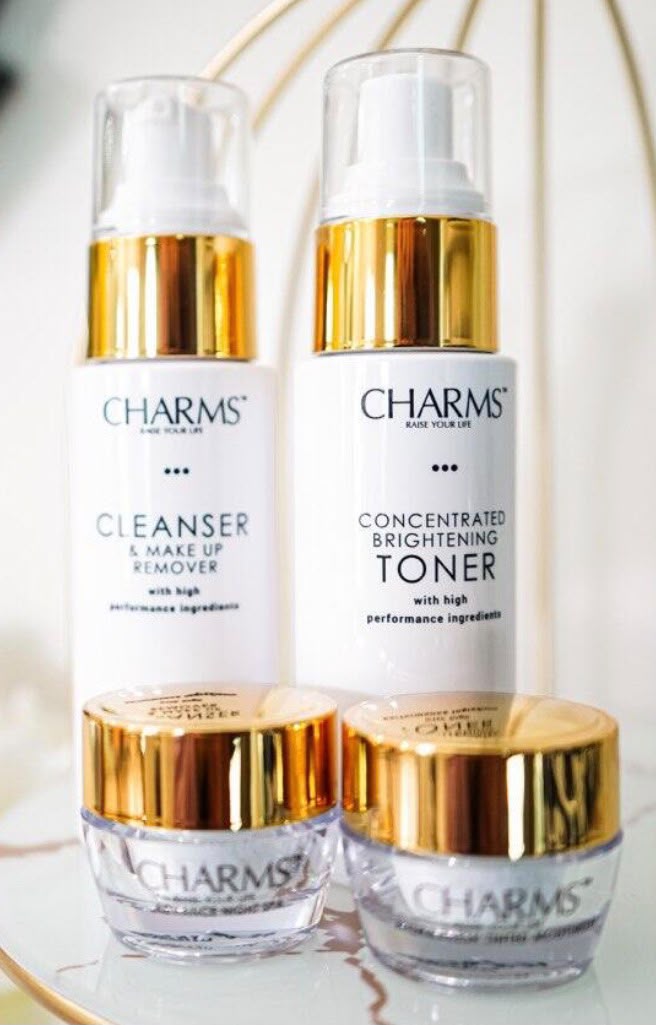 CHARMS™
RAISE YOUR LIFE
CLEANSER
& MAKE UP
REMOVER
with high
performance ingredients
CHARMS™
RAISE YOUR LIFE
CONCENTRATED
BRIGHTENING
TONER
with high
performance ingredients
CHARMS™
CHARMS™